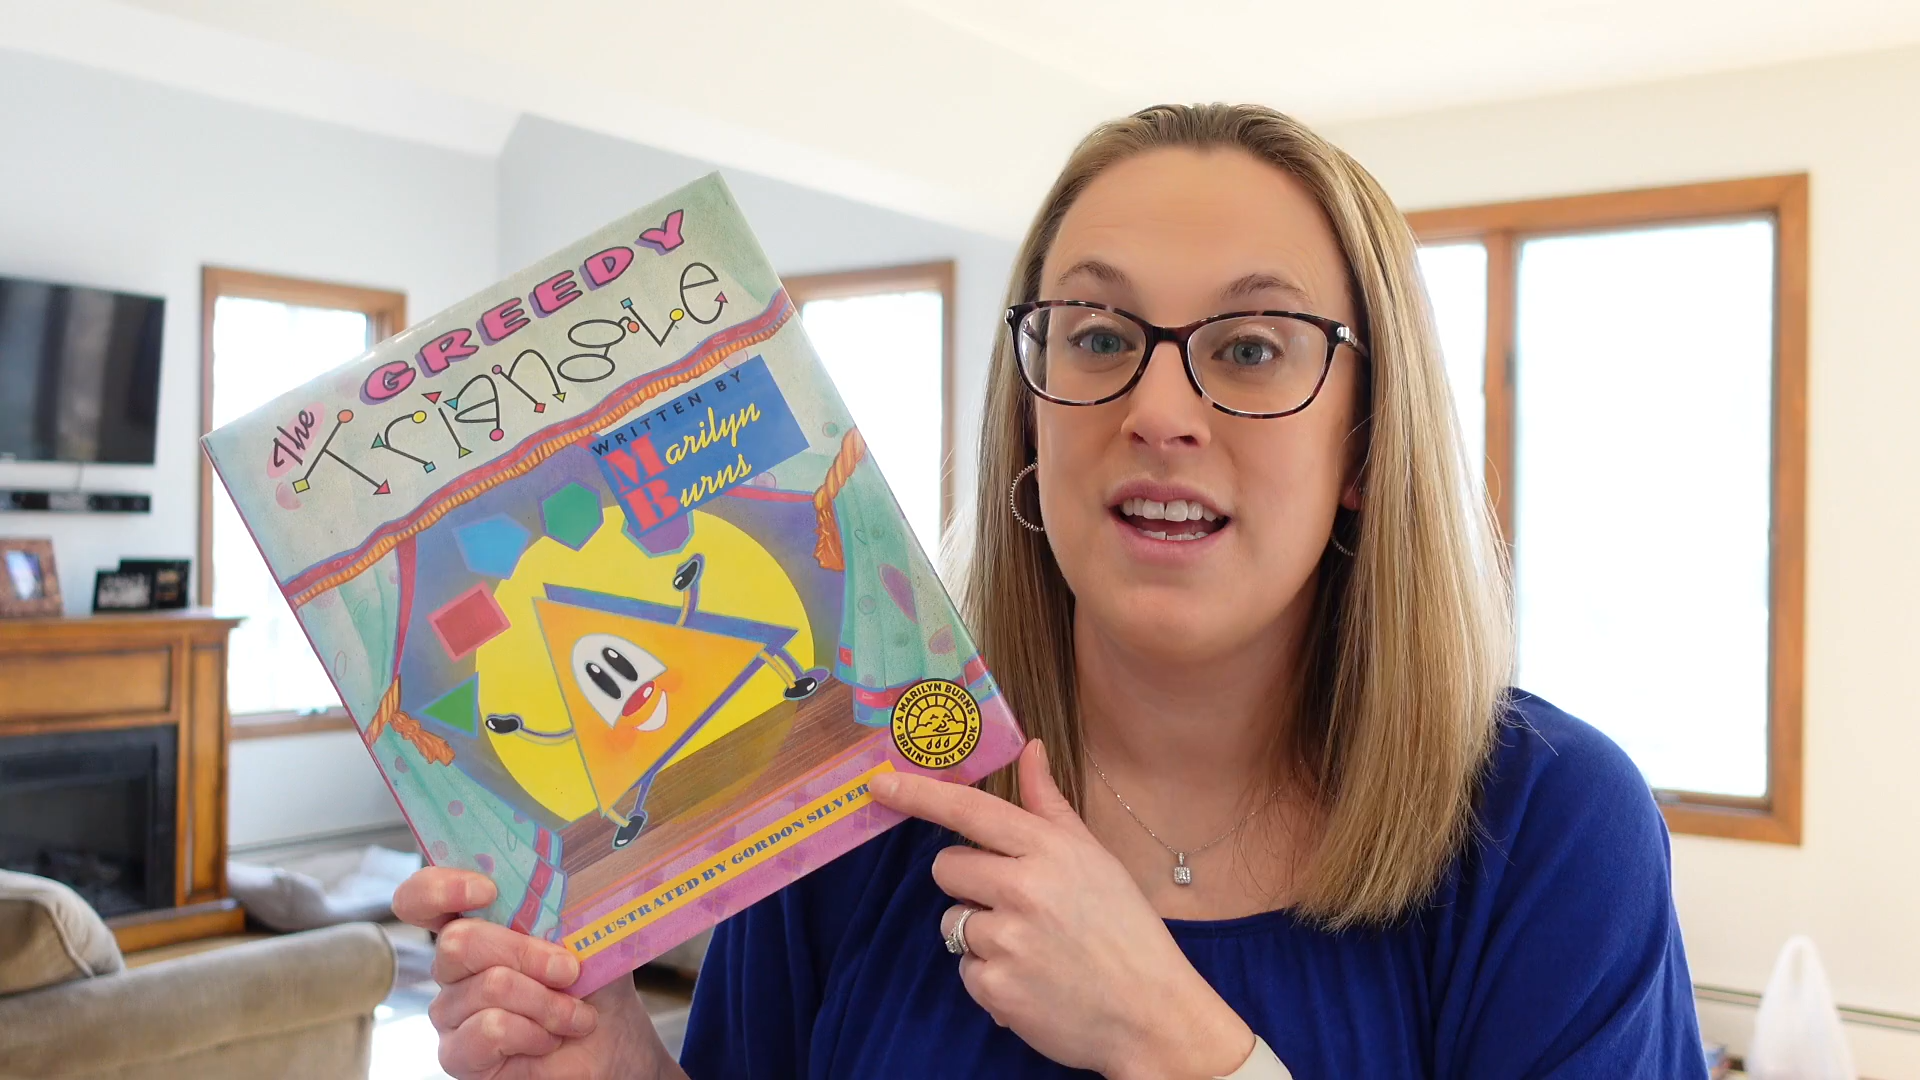 The GREEDY
Triangle
WRITTEN BY
Marilyn
Burns
A MARILYN BURNS
BRAINY DAY BOOK
ILLUSTRATED BY GORDON SILVER